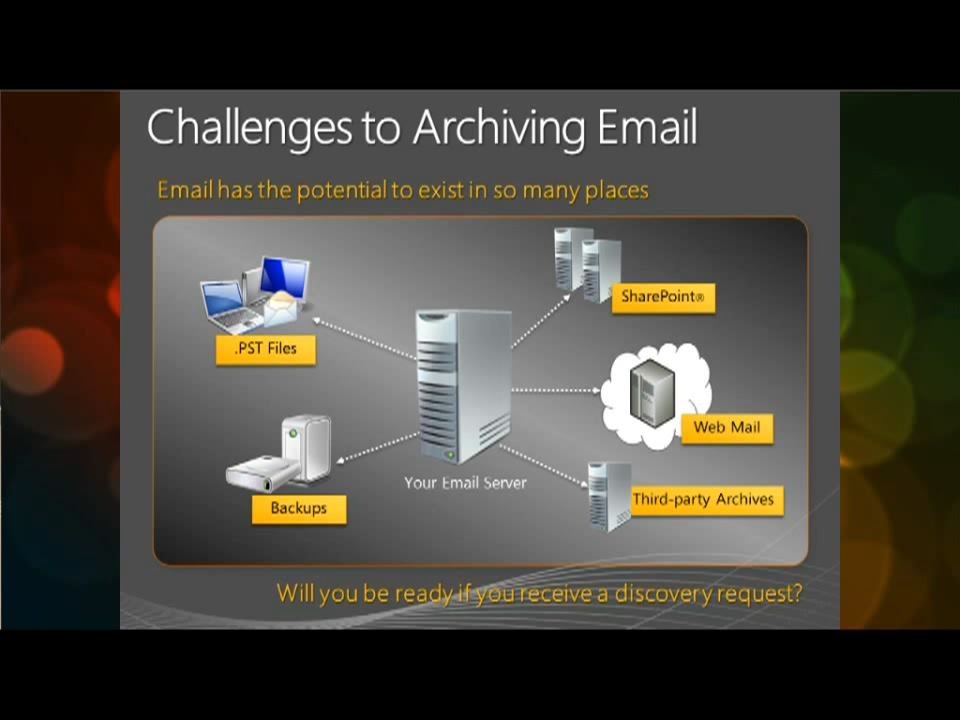 Challenges to Archiving Email
Email has the potential to exist in so many places
SharePoint®
.PST Files
Web Mail
Your Email Server
Third-party Archives
Backups
Will you be ready if you receive a discovery request?